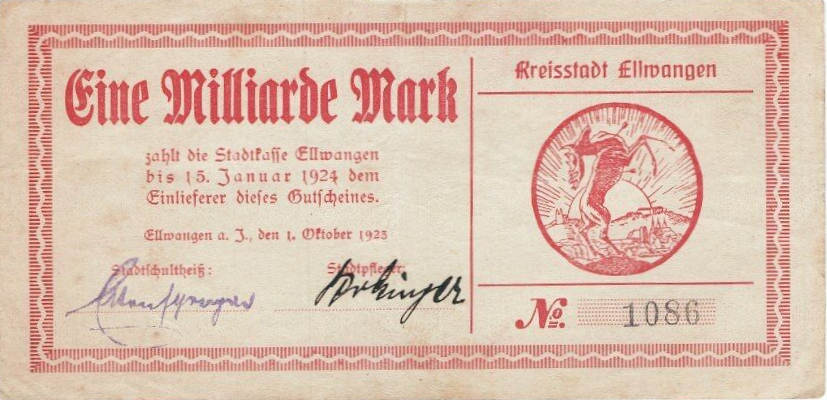 Eine Milliarde Mark
zahlt die Stadtkasse Ellwangen
bis 15. Januar 1924 dem
Einlieferer dieses Gutscheines.
Ellwangen a. J., den 1. Oktober 1923
Stadtschultheiß:
Stadtpfleger:
Kreisstadt Ellwangen
No. 1086